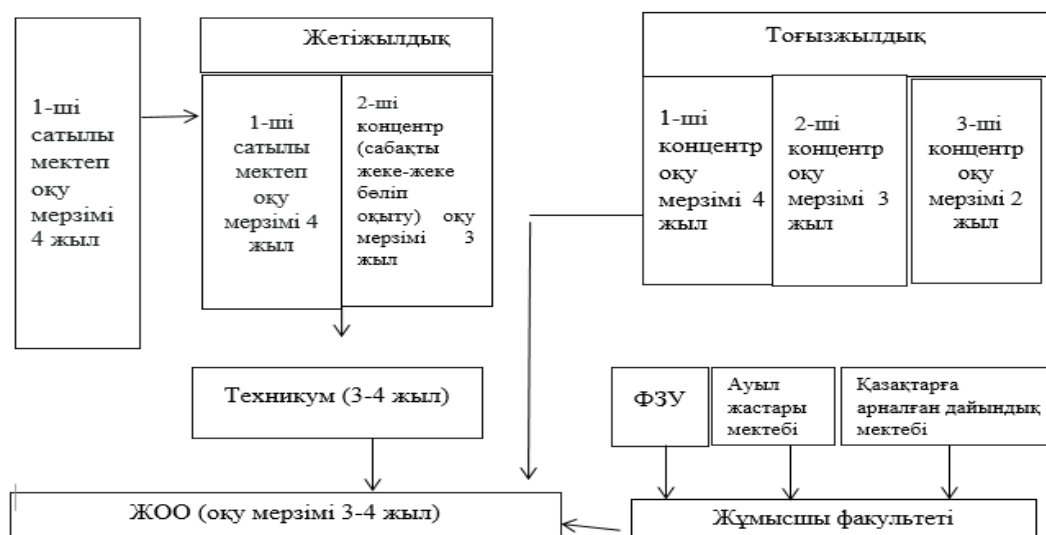 1-ші
сатылы
мектеп
оқу
мерзімі
4 жыл
Жетіжылдық
1-ші
сатылы
мектеп
оқу
мерзімі 4
жыл
2-ші
концентр
(сабақты
жеке-жеке
бөліп
оқыту) оқу
мерзімі 3
жыл
Тоғызжылдық
1-ші
концентр
оқу
мерзімі 4
жыл
2-ші
концентр
оқу
мерзімі 3
жыл
3-ші
концентр
оқу
мерзімі 2
жыл
Техникум (3-4 жыл)
ФЗУ
Ауыл
жастары
мектебі
Қазақтарға
арналған дайындық
мектебі
ЖОО (оқу мерзімі 3-4 жыл)
Жұмысшы факультеті